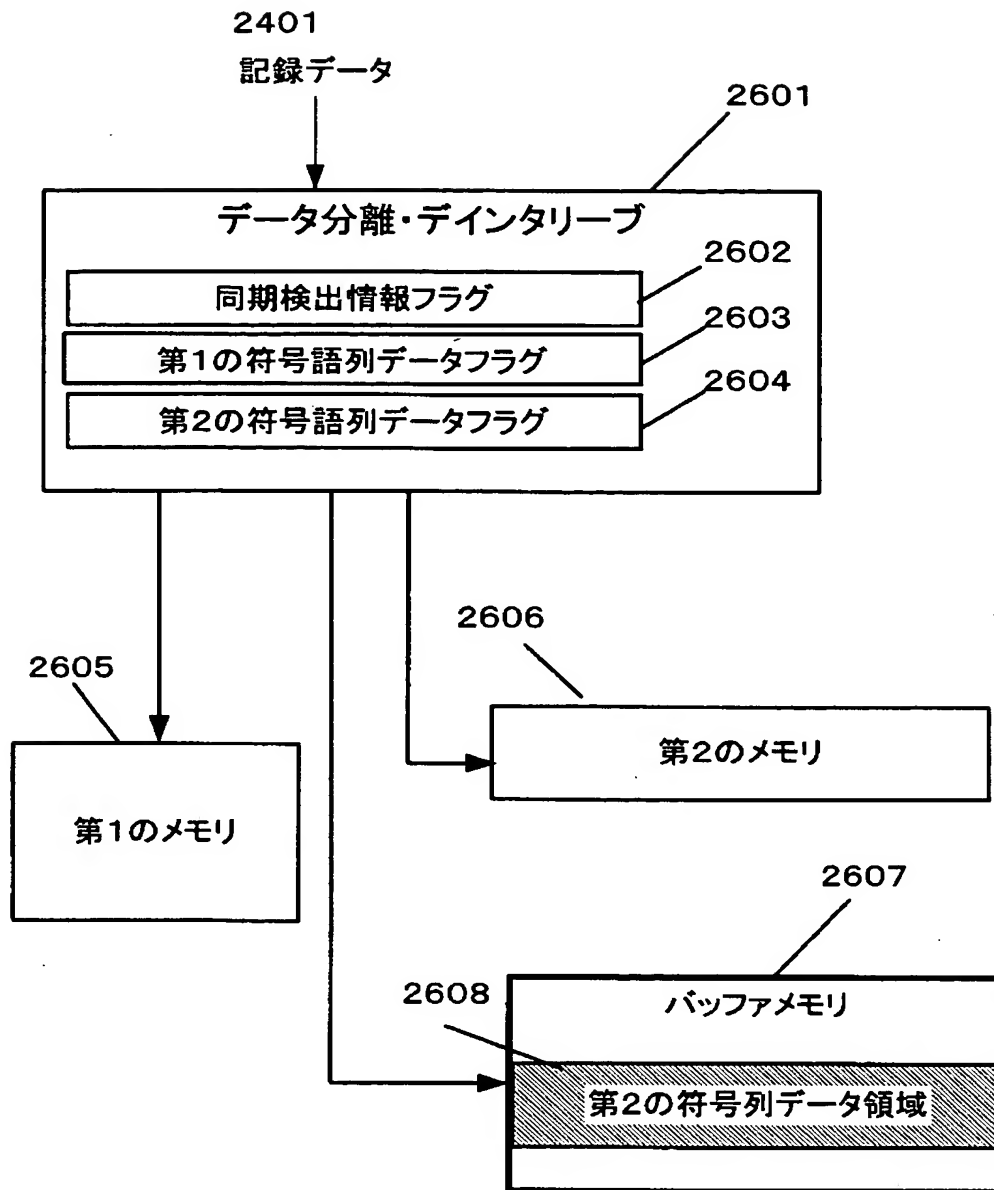 2401
記録データ
2601
データ分離・デインタリーブ
2602
同期検出情報フラグ
2603
第1の符号語列データフラグ
2604
第2の符号語列データフラグ
2606
2605
第2のメモリ
第1のメモリ
2607
2608
バッファメモリ
第2の符号列データ領域